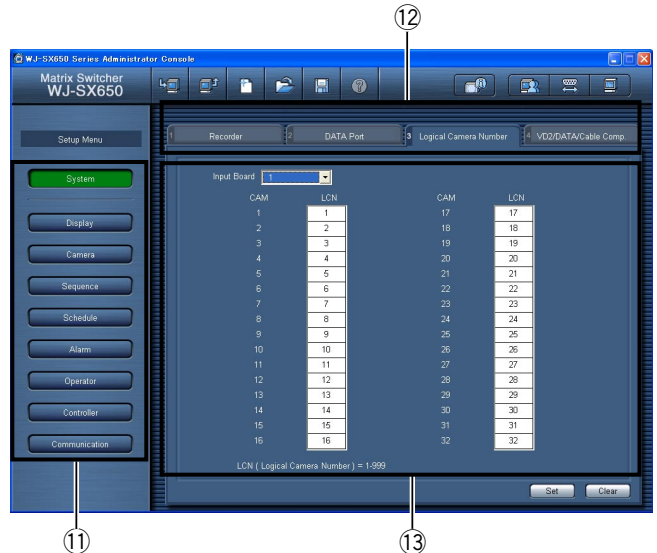 ⑫
WJ-SX650 Series Administrator Console
Matrix Switcher
WJ-SX650
Setup Menu
1 Recorder 2 DATA Port 3 Logical Camera Number 4 VD2/DATA/Cable Comp.
System
Display
Camera
Sequence
Schedule
Alarm
Operator
Controller
Communication
Input Board 1
CAM LCN CAM LCN
1 1 17 17
2 2 18 18
3 3 19 19
4 4 20 20
5 5 21 21
6 6 22 22
7 7 23 23
8 8 24 24
9 9 25 25
10 10 26 26
11 11 27 27
12 12 28 28
13 13 29 29
14 14 30 30
15 15 31 31
16 16 32 32
LCN ( Logical Camera Number ) = 1-999
Set Clear
⑪ ⑬